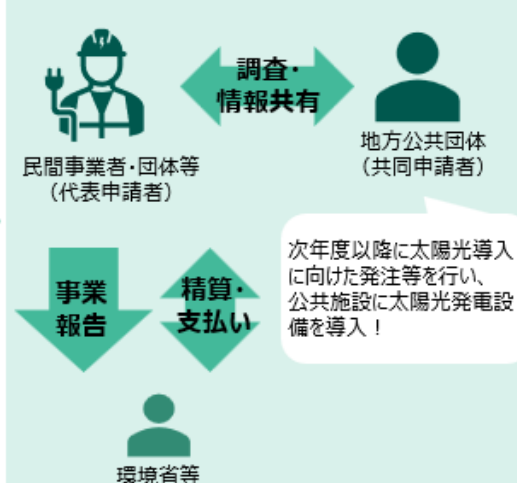 調査・
情報共有
民間事業者・団体等
（代表申請者）
地方公共団体
（共同申請者）
次年度以降に太陽光導入
に向けた発注等を行い、
公共施設に太陽光発電設
備を導入！
事業
報告
精算・
支払い
環境省等